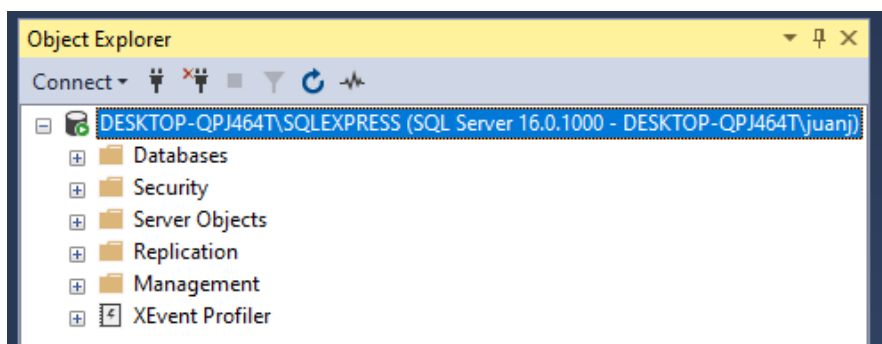 Object Explorer
Connect
DESKTOP-QPJ464T\SQLEXPRESS (SQL Server 16.0.1000 - DESKTOP-QPJ464T\juanj)
Databases
Security
Server Objects
Replication
Management
XEvent Profiler